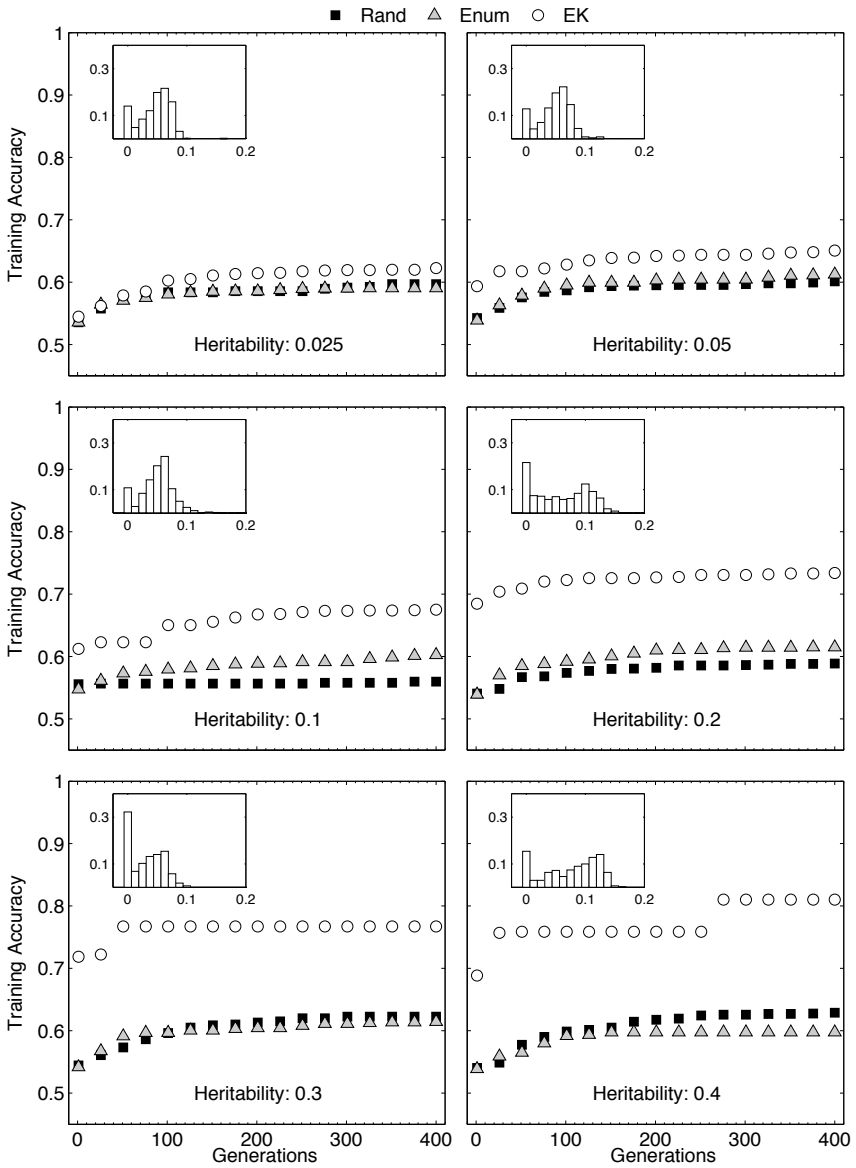 Rand Enum EK
1
0.9
0.8
0.7
0.6
0.5
Training Accuracy
0.3
0.1
0 0.1 0.2
Heritability: 0.025
0.3
0.1
0 0.1 0.2
Heritability: 0.05
1
0.9
0.8
0.7
0.6
0.5
Training Accuracy
0.3
0.1
0 0.1 0.2
Heritability: 0.1
0.3
0.1
0 0.1 0.2
Heritability: 0.2
1
0.9
0.8
0.7
0.6
0.5
Training Accuracy
0.3
0.1
0 0.1 0.2
Heritability: 0.3
0 100 200 300 400
Generations
0.3
0.1
0 0.1 0.2
Heritability: 0.4
0 100 200 300 400
Generations